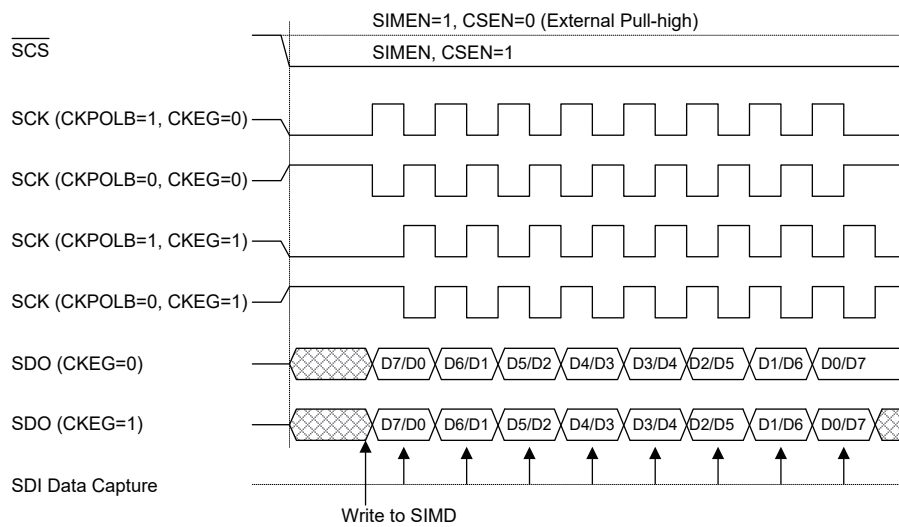 SIMEN=1, CSEN=0 (External Pull-high)
SCS
SIMEN, CSEN=1
SCK (CKPOLB=1, CKEG=0)
SCK (CKPOLB=0, CKEG=0)
SCK (CKPOLB=1, CKEG=1)
SCK (CKPOLB=0, CKEG=1)
SDO (CKEG=0) D7/D0 D6/D1 D5/D2 D4/D3 D3/D4 D2/D5 D1/D6 D0/D7
SDO (CKEG=1) D7/D0 D6/D1 D5/D2 D4/D3 D3/D4 D2/D5 D1/D6 D0/D7
SDI Data Capture
Write to SIMD